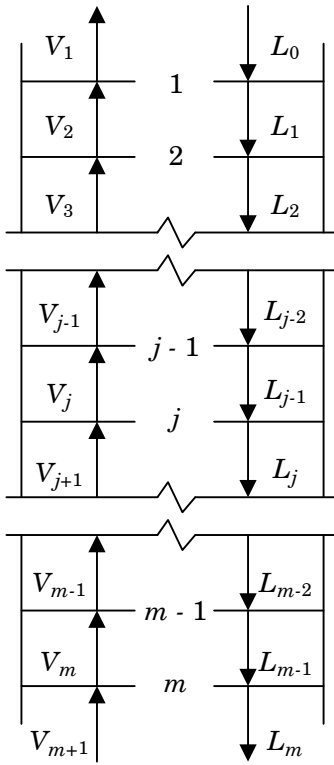 V₁ L₀
1
V₂ L₁
2
V₃ L₂
Vⱼ₋₁ Lⱼ₋₂
j - 1
Vⱼ Lⱼ₋₁
j
Vⱼ₊₁ Lⱼ
Vₘ₋₁ Lₘ₋₂
m - 1
Vₘ Lₘ₋₁
m
Vₘ₊₁ Lₘ